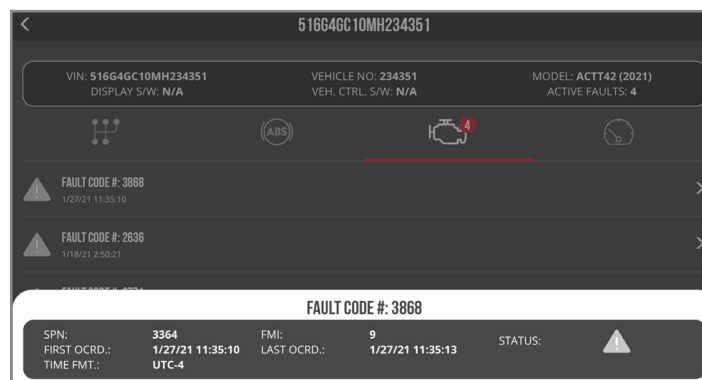 516G4GC10MH234351
VIN: 516G4GC10MH234351 VEHICLE NO: 234351 MODEL: ACTT42 (2021)
DISPLAY S/W: N/A VEH. CTRL. S/W: N/A ACTIVE FAULTS: 4
(ABS) 4
FAULT CODE #: 3868
1/27/21 11:35:10
FAULT CODE #: 2636
1/18/21 2:50:21
FAULT CODE #: 3868
SPN: 3364 FMI: 9 STATUS:
FIRST OCRD.: 1/27/21 11:35:10 LAST OCRD.: 1/27/21 11:35:13
TIME FMT.: UTC-4